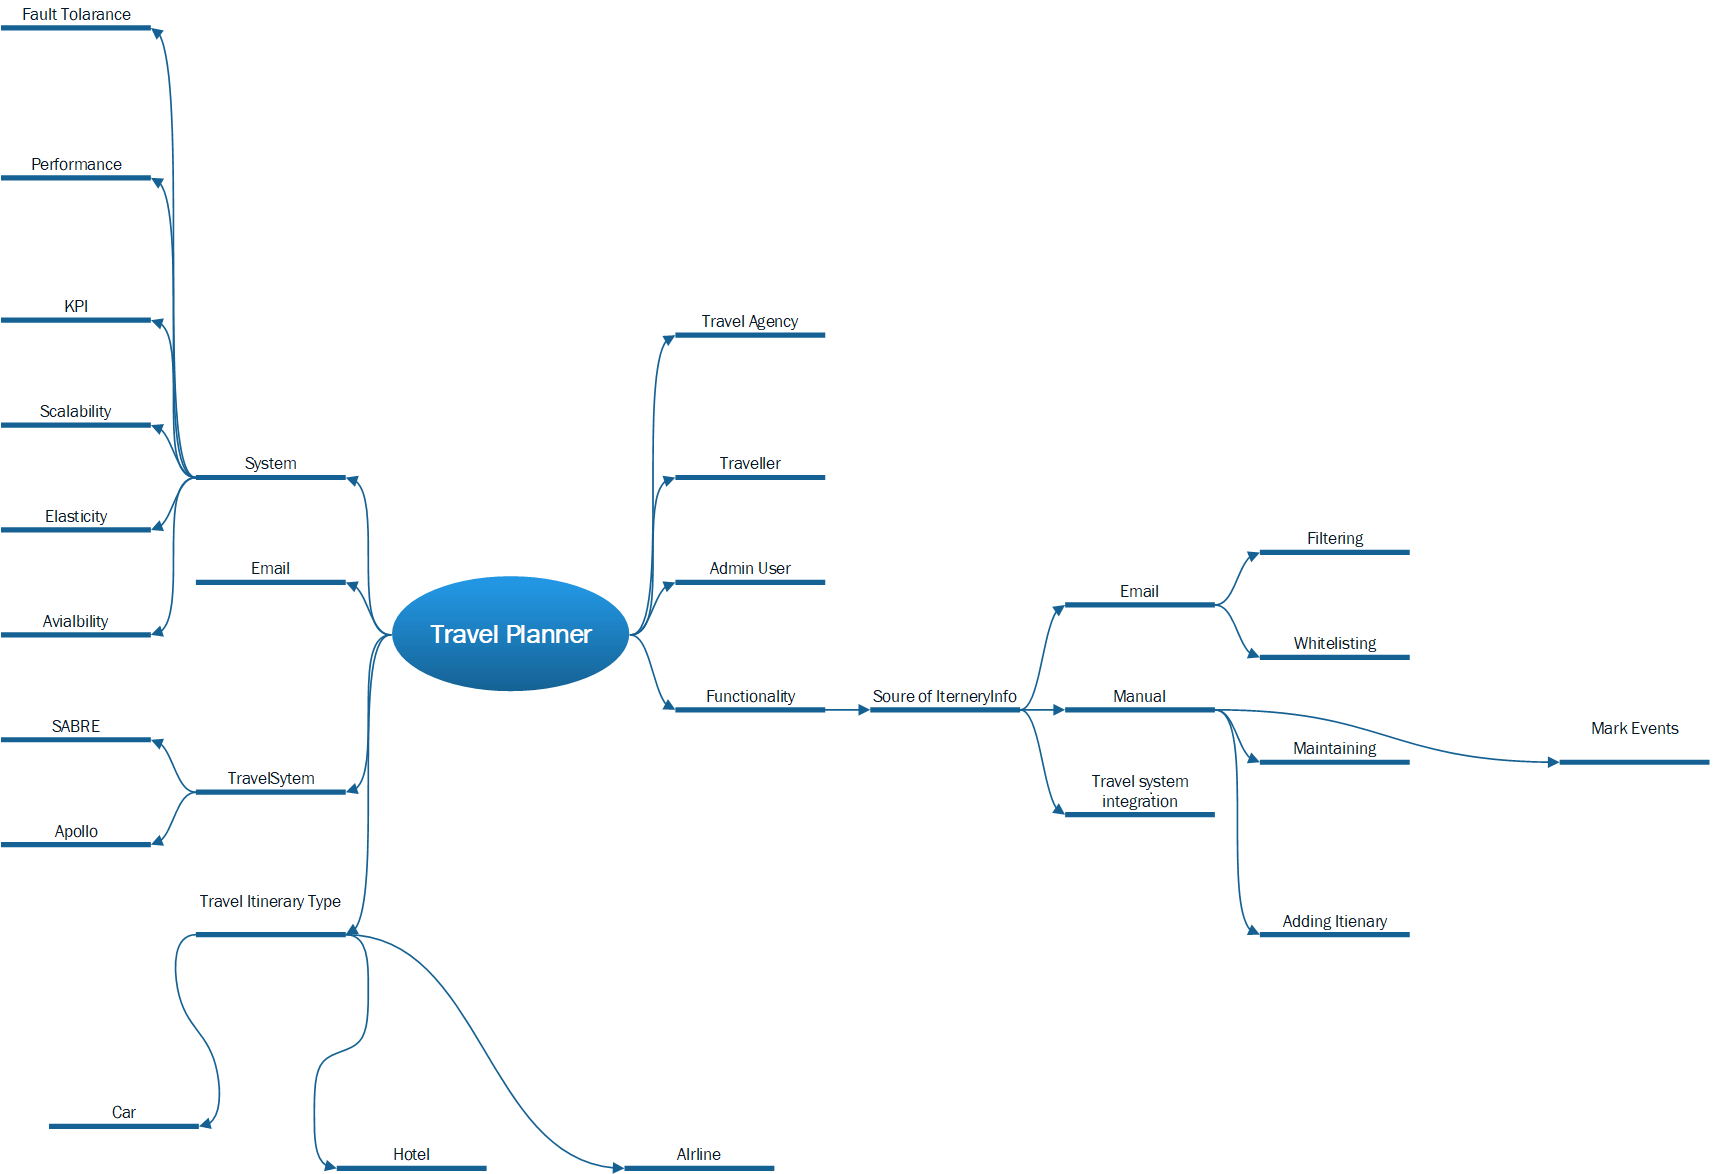 Fault Tolarance
Performance
KPI
Scalability
System
Elasticity
Email
Avialbility
SABRE
TravelSytem
Apollo
Travel Itinerary Type
Car
Hotel
AIrline
Travel Planner
Travel Agency
Traveller
Admin User
Functionality
Soure of IterneryInfo
Email
Filtering
Whitelisting
Manual
Mark Events
Maintaining
Adding Itienary
Travel system
integration